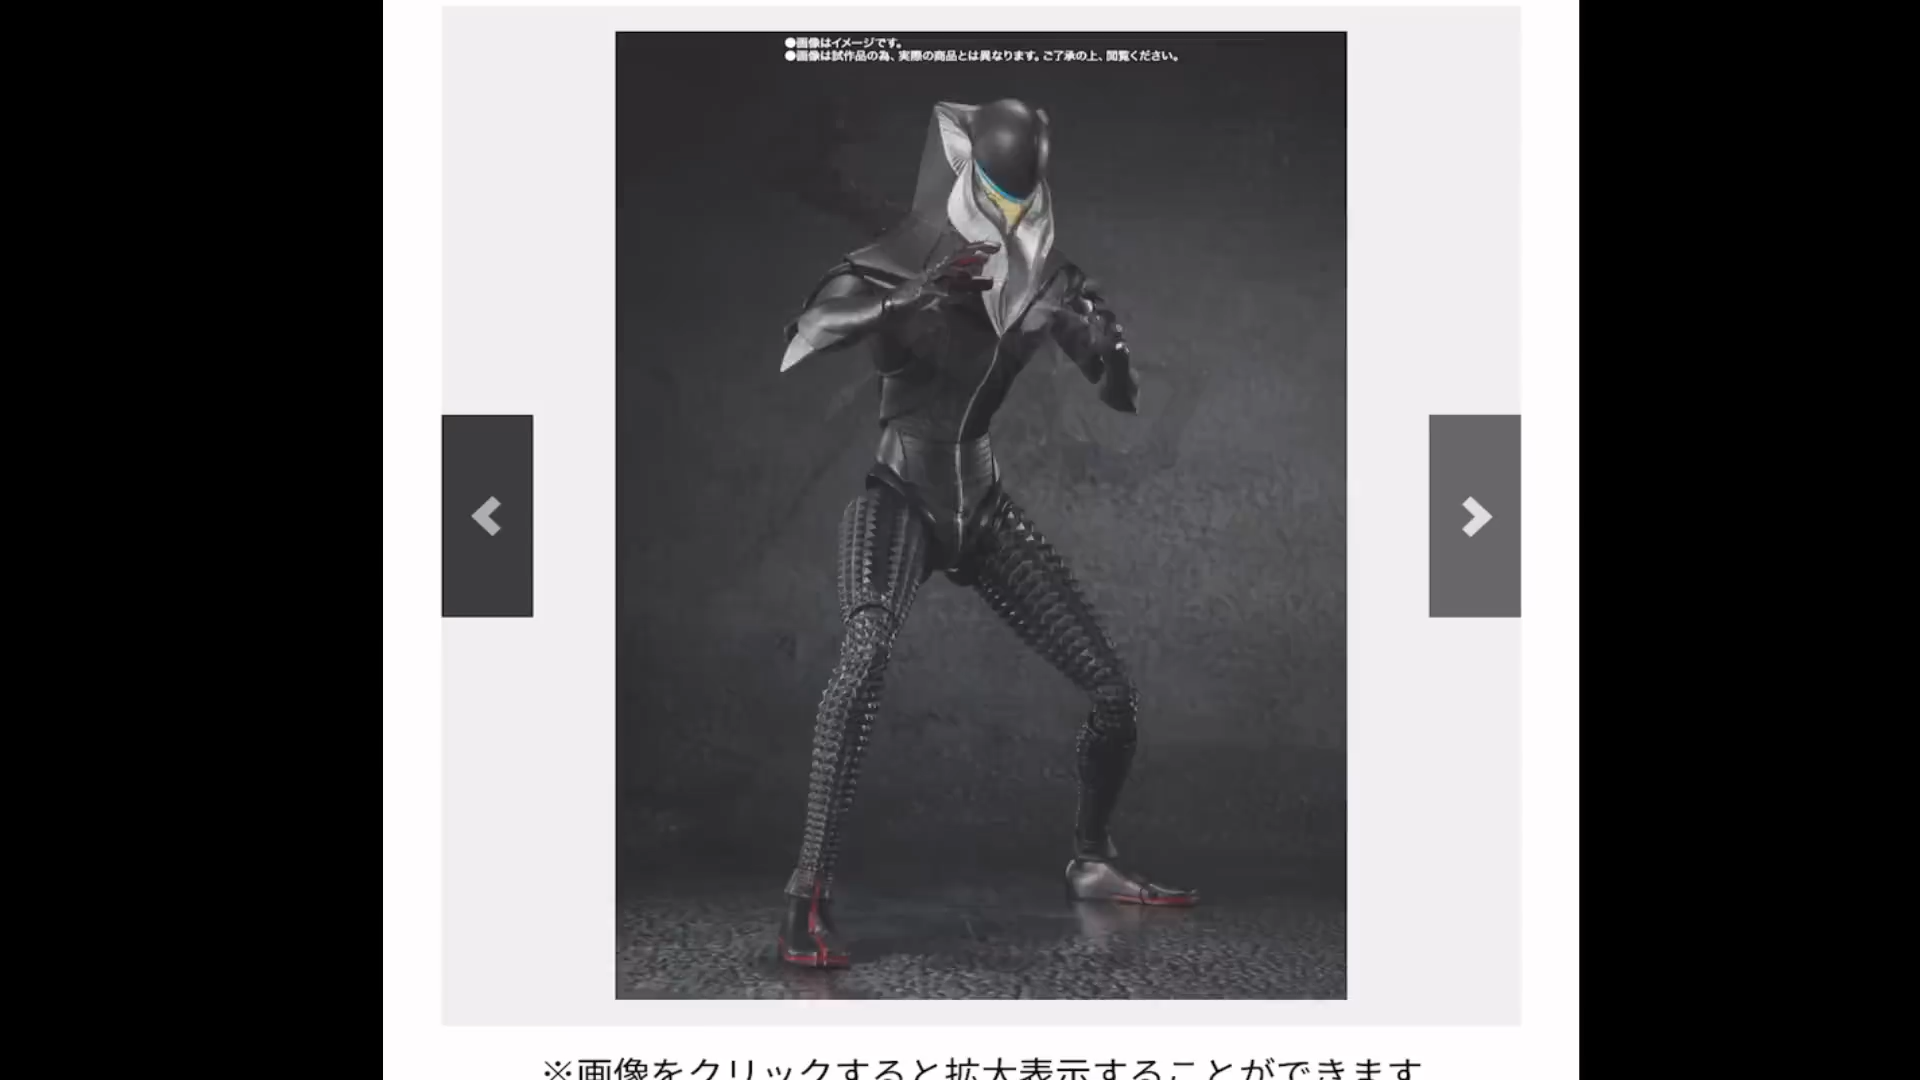 ●画像はイメージです。
●画像は試作品の為、実際の商品とは異なります。ご了承の上、閲覧ください。
※画像をクリックすると拡大表示することができます